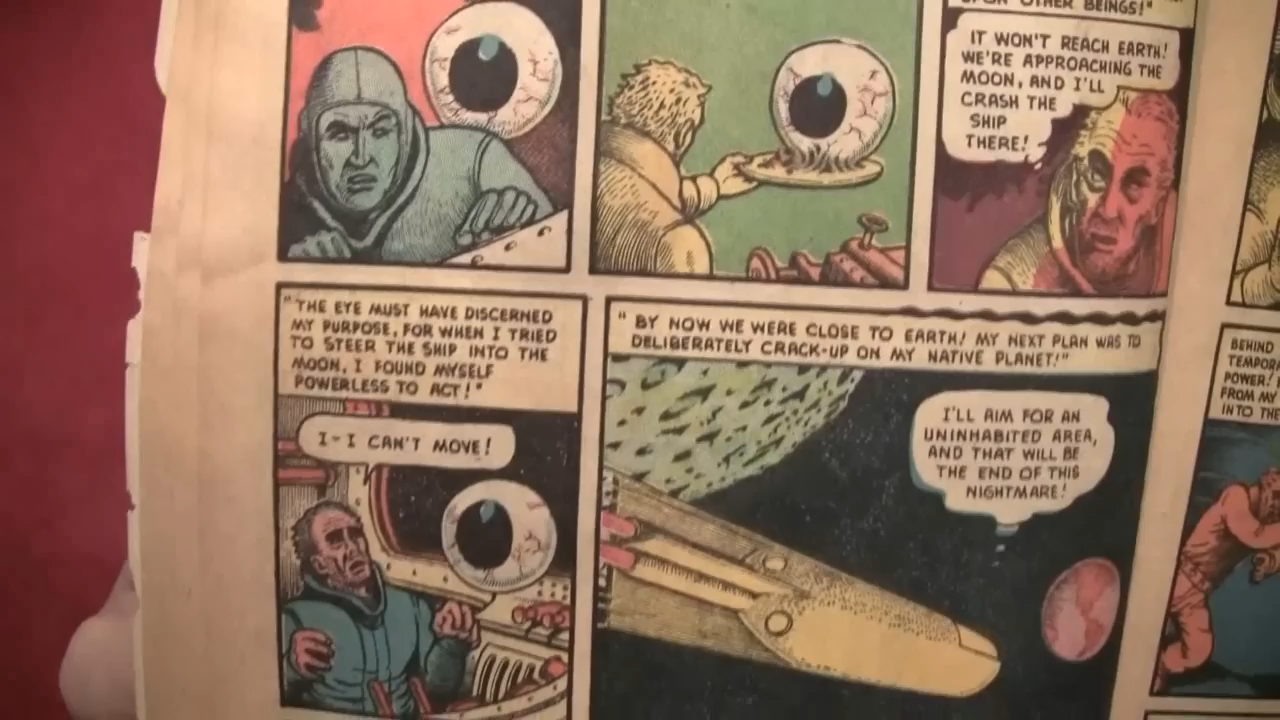 UPON OTHER BEINGS!"
IT WON'T REACH EARTH!
WE'RE APPROACHING THE
MOON, AND I'LL
CRASH THE
SHIP
THERE!
"THE EYE MUST HAVE DISCERNED
MY PURPOSE, FOR WHEN I TRIED
TO STEER THE SHIP INTO THE
MOON, I FOUND MYSELF
POWERLESS TO ACT!"
I-I CAN'T MOVE!
"BY NOW WE WERE CLOSE TO EARTH! MY NEXT PLAN WAS TO
DELIBERATELY CRACK-UP ON MY NATIVE PLANET!"
I'LL AIM FOR AN
UNINHABITED AREA,
AND THAT WILL BE
THE END OF THIS
NIGHTMARE!
BEHIND
TEMPORA
POWER!
FROM MY
INTO THE